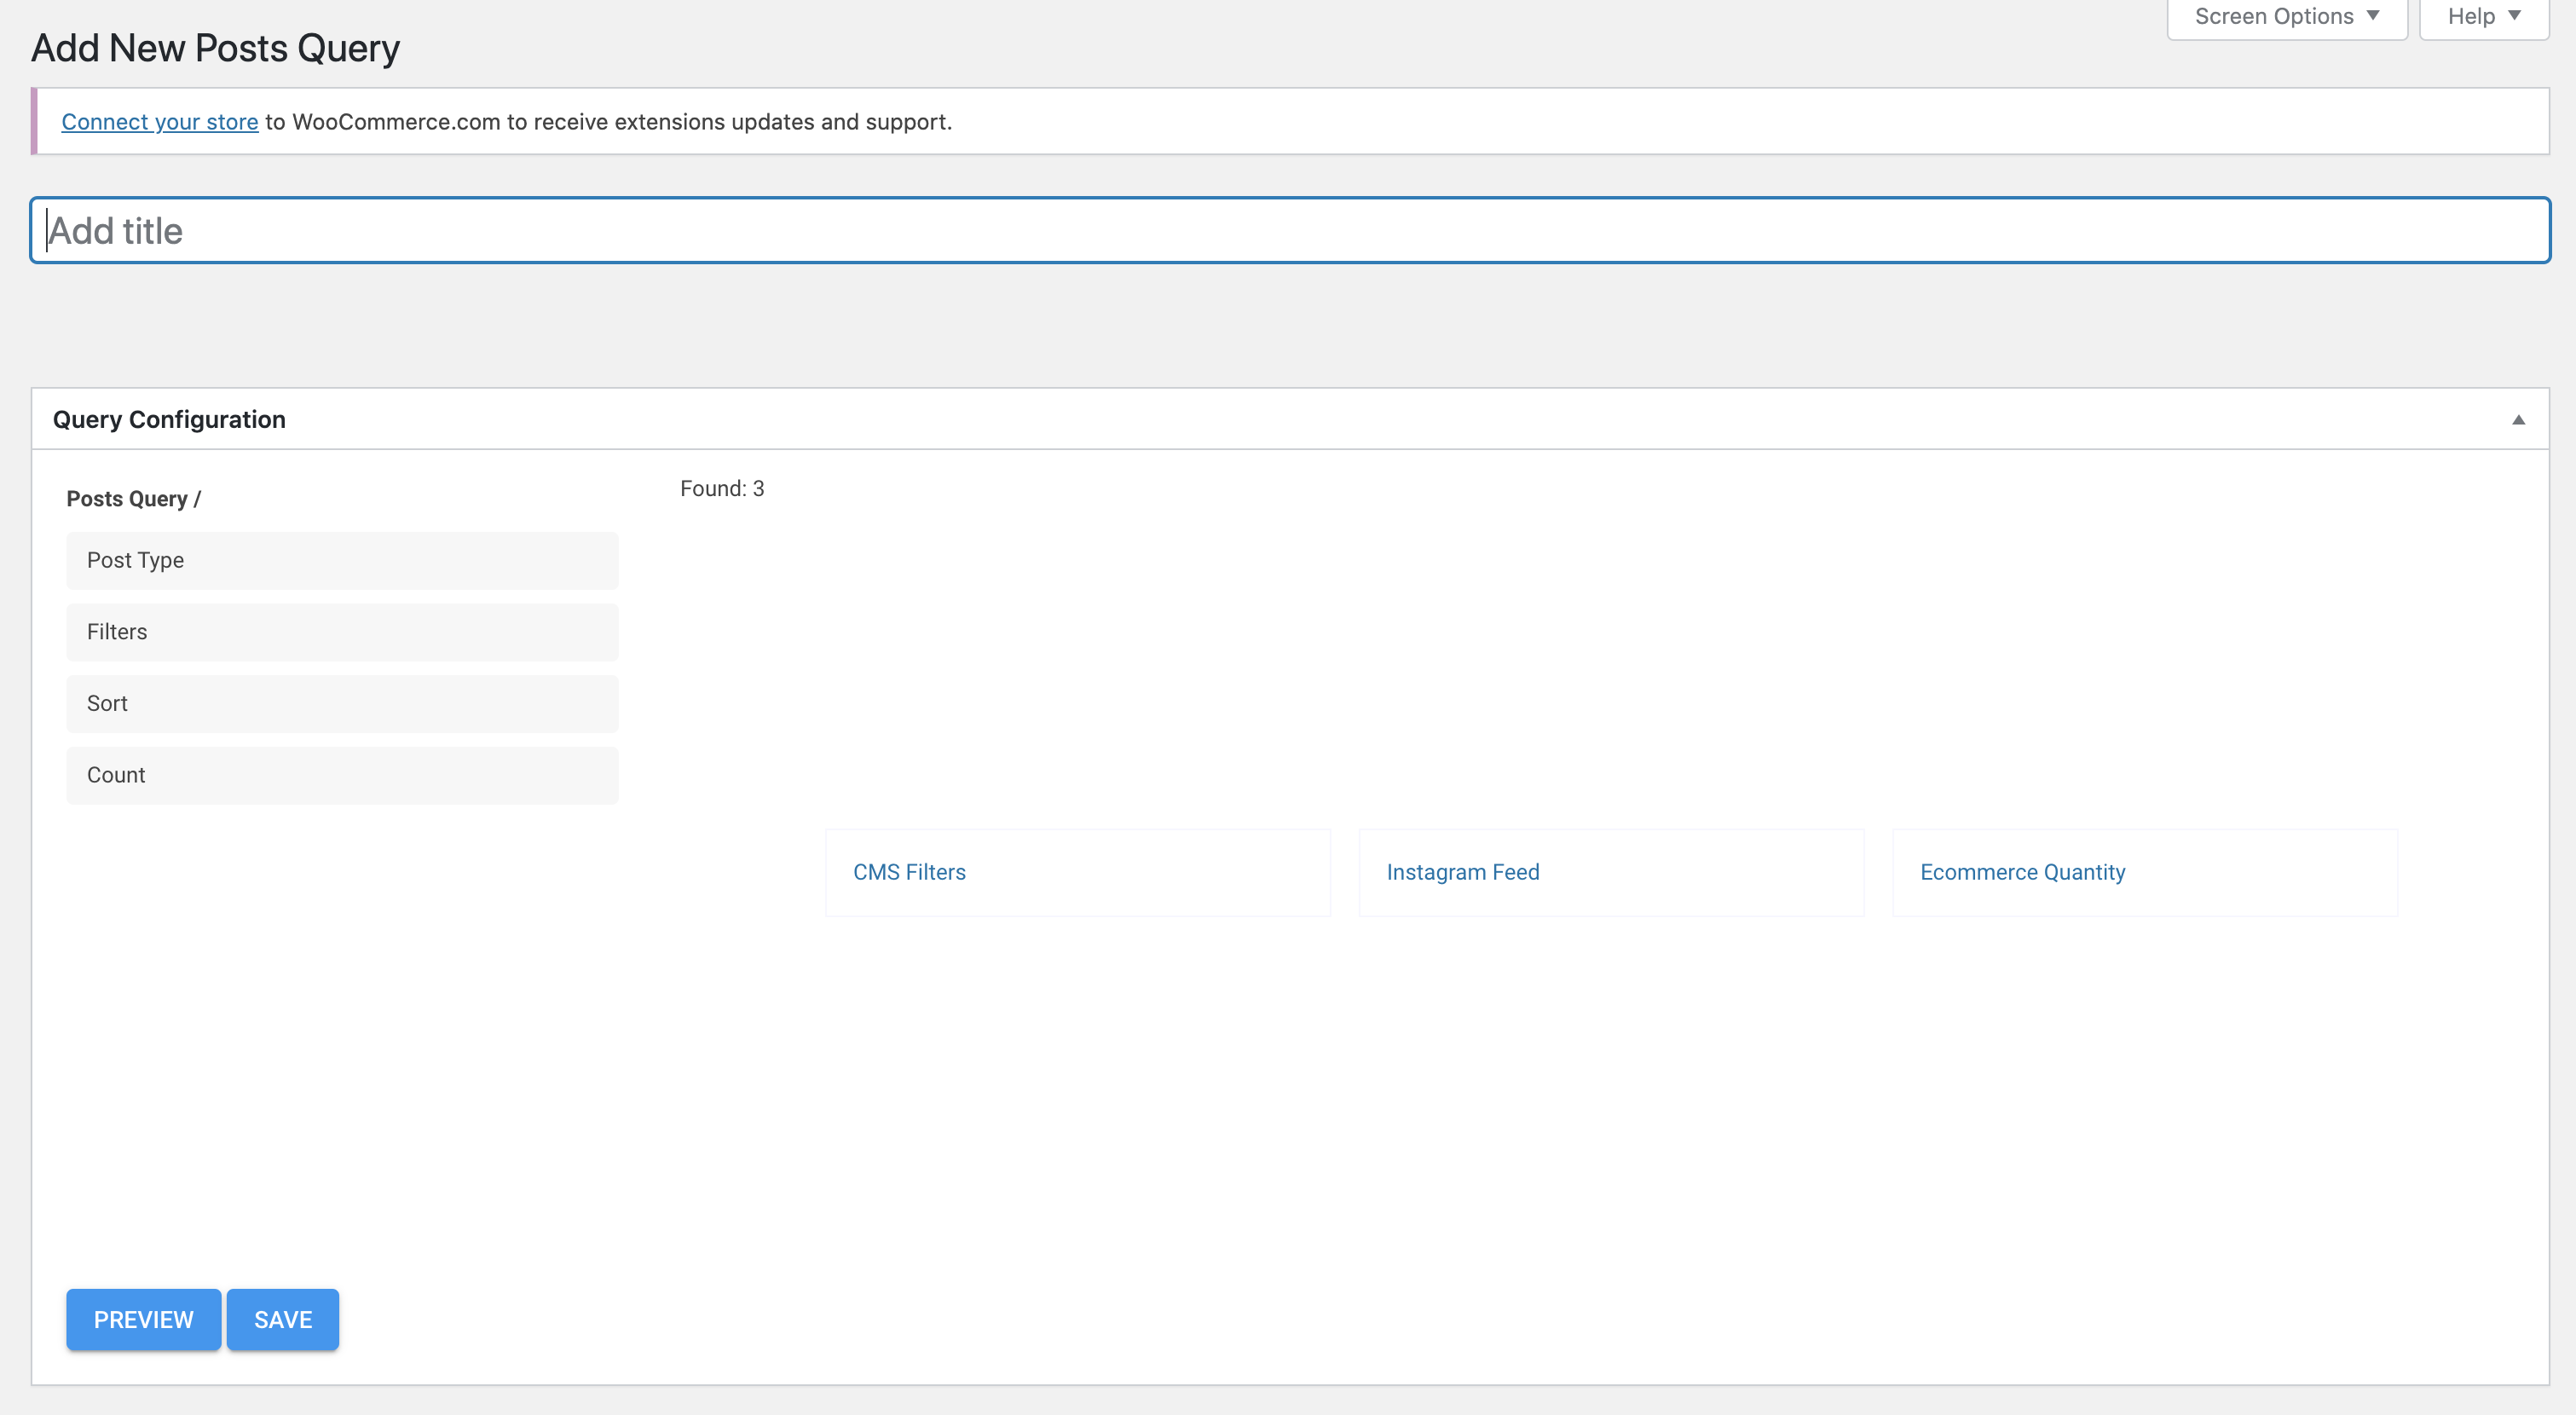 Screen Options
Help
Add New Posts Query
Connect your store to WooCommerce.com to receive extensions updates and support.
Add title
Query Configuration
Posts Query /
Found: 3
Post Type
Filters
Sort
Count
CMS Filters
Instagram Feed
Ecommerce Quantity
PREVIEW
SAVE